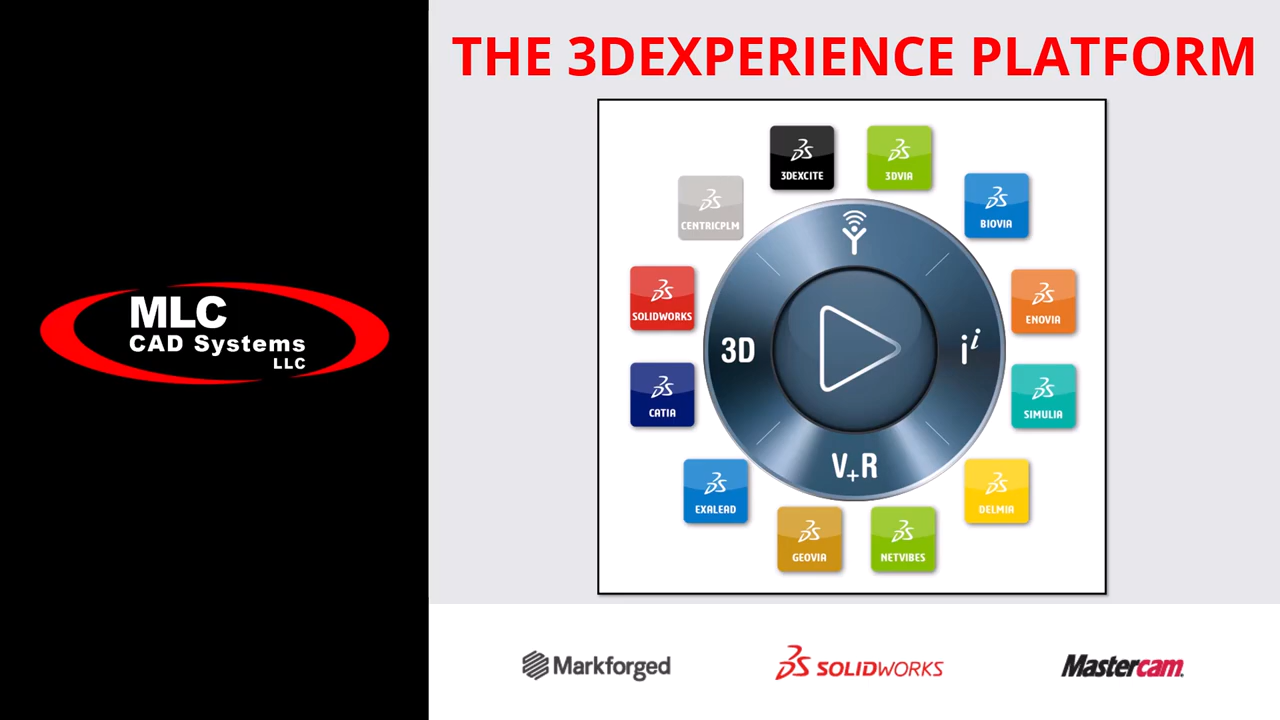 MLC
CAD Systems
LLC
THE 3DEXPERIENCE PLATFORM
3DEXCITE
3DVIA
CENTRICPLM
BIOVIA
SOLIDWORKS
ENOVIA
3D
i i
CATIA
SIMULIA
V+R
EXALEAD
DELMIA
GEOVIA
NETVIBES
Markforged
SOLIDWORKS
Mastercam.